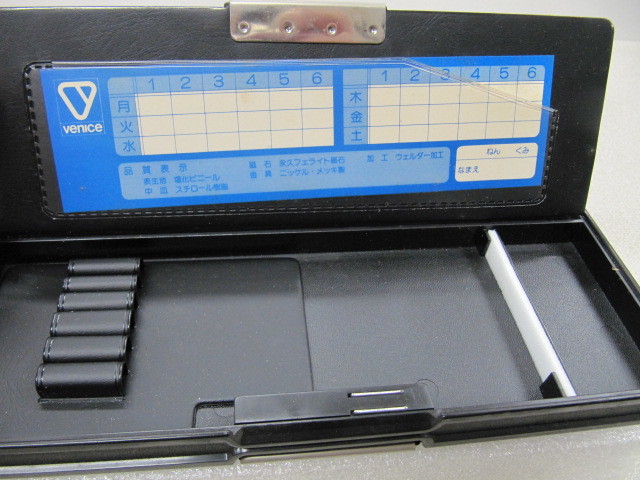 venice
1 2 3 4 5 6
月
火
水
1 2 3 4 5 6
木
金
土
品質表示
表生地 塩化ビニール
中皿 スチロール樹脂
磁石 永久フェライト磁石
金具 ニッケル・メッキ製
加工 ウェルダー加工
ねん くみ
なまえ